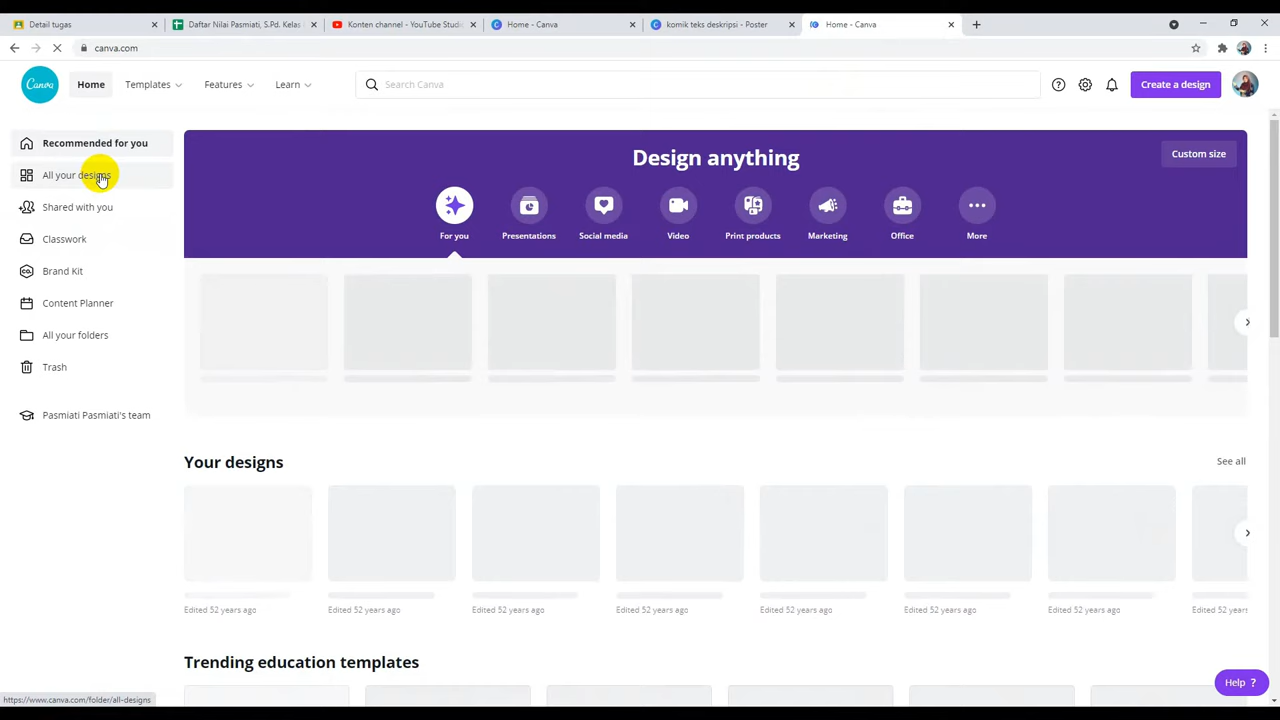 Detail tugas
Daftar Nilai Pasmiati, S.Pd. Kelas
Konten channel - YouTube Studi
Home - Canva
komik teks deskripsi - Poster
Home - Canva
canva.com
Canva
Home
Templates
Features
Learn
Search Canva
Create a design
Recommended for you
All your designs
Shared with you
Classwork
Brand Kit
Content Planner
All your folders
Trash
Pasmiati Pasmiati's team
Design anything
Custom size
For you
Presentations
Social media
Video
Print products
Marketing
Office
More
Your designs
See all
Edited 52 years ago
Edited 52 years ago
Edited 52 years ago
Edited 52 years ago
Edited 52 years ago
Edited 52 years ago
Edited 52 years ago
Edited 52 years
Trending education templates
Help ?
https://www.canva.com/folder/all-designs